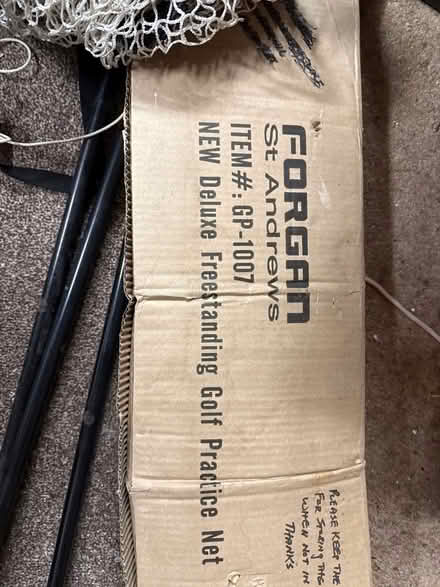 FORGAN
St Andrews
ITEM#: GP-1007
NEW Deluxe Freestanding Golf Practice Net
PLEASE KEEP THE
FOR STORING THE
WHEN NOT IN
THANKS